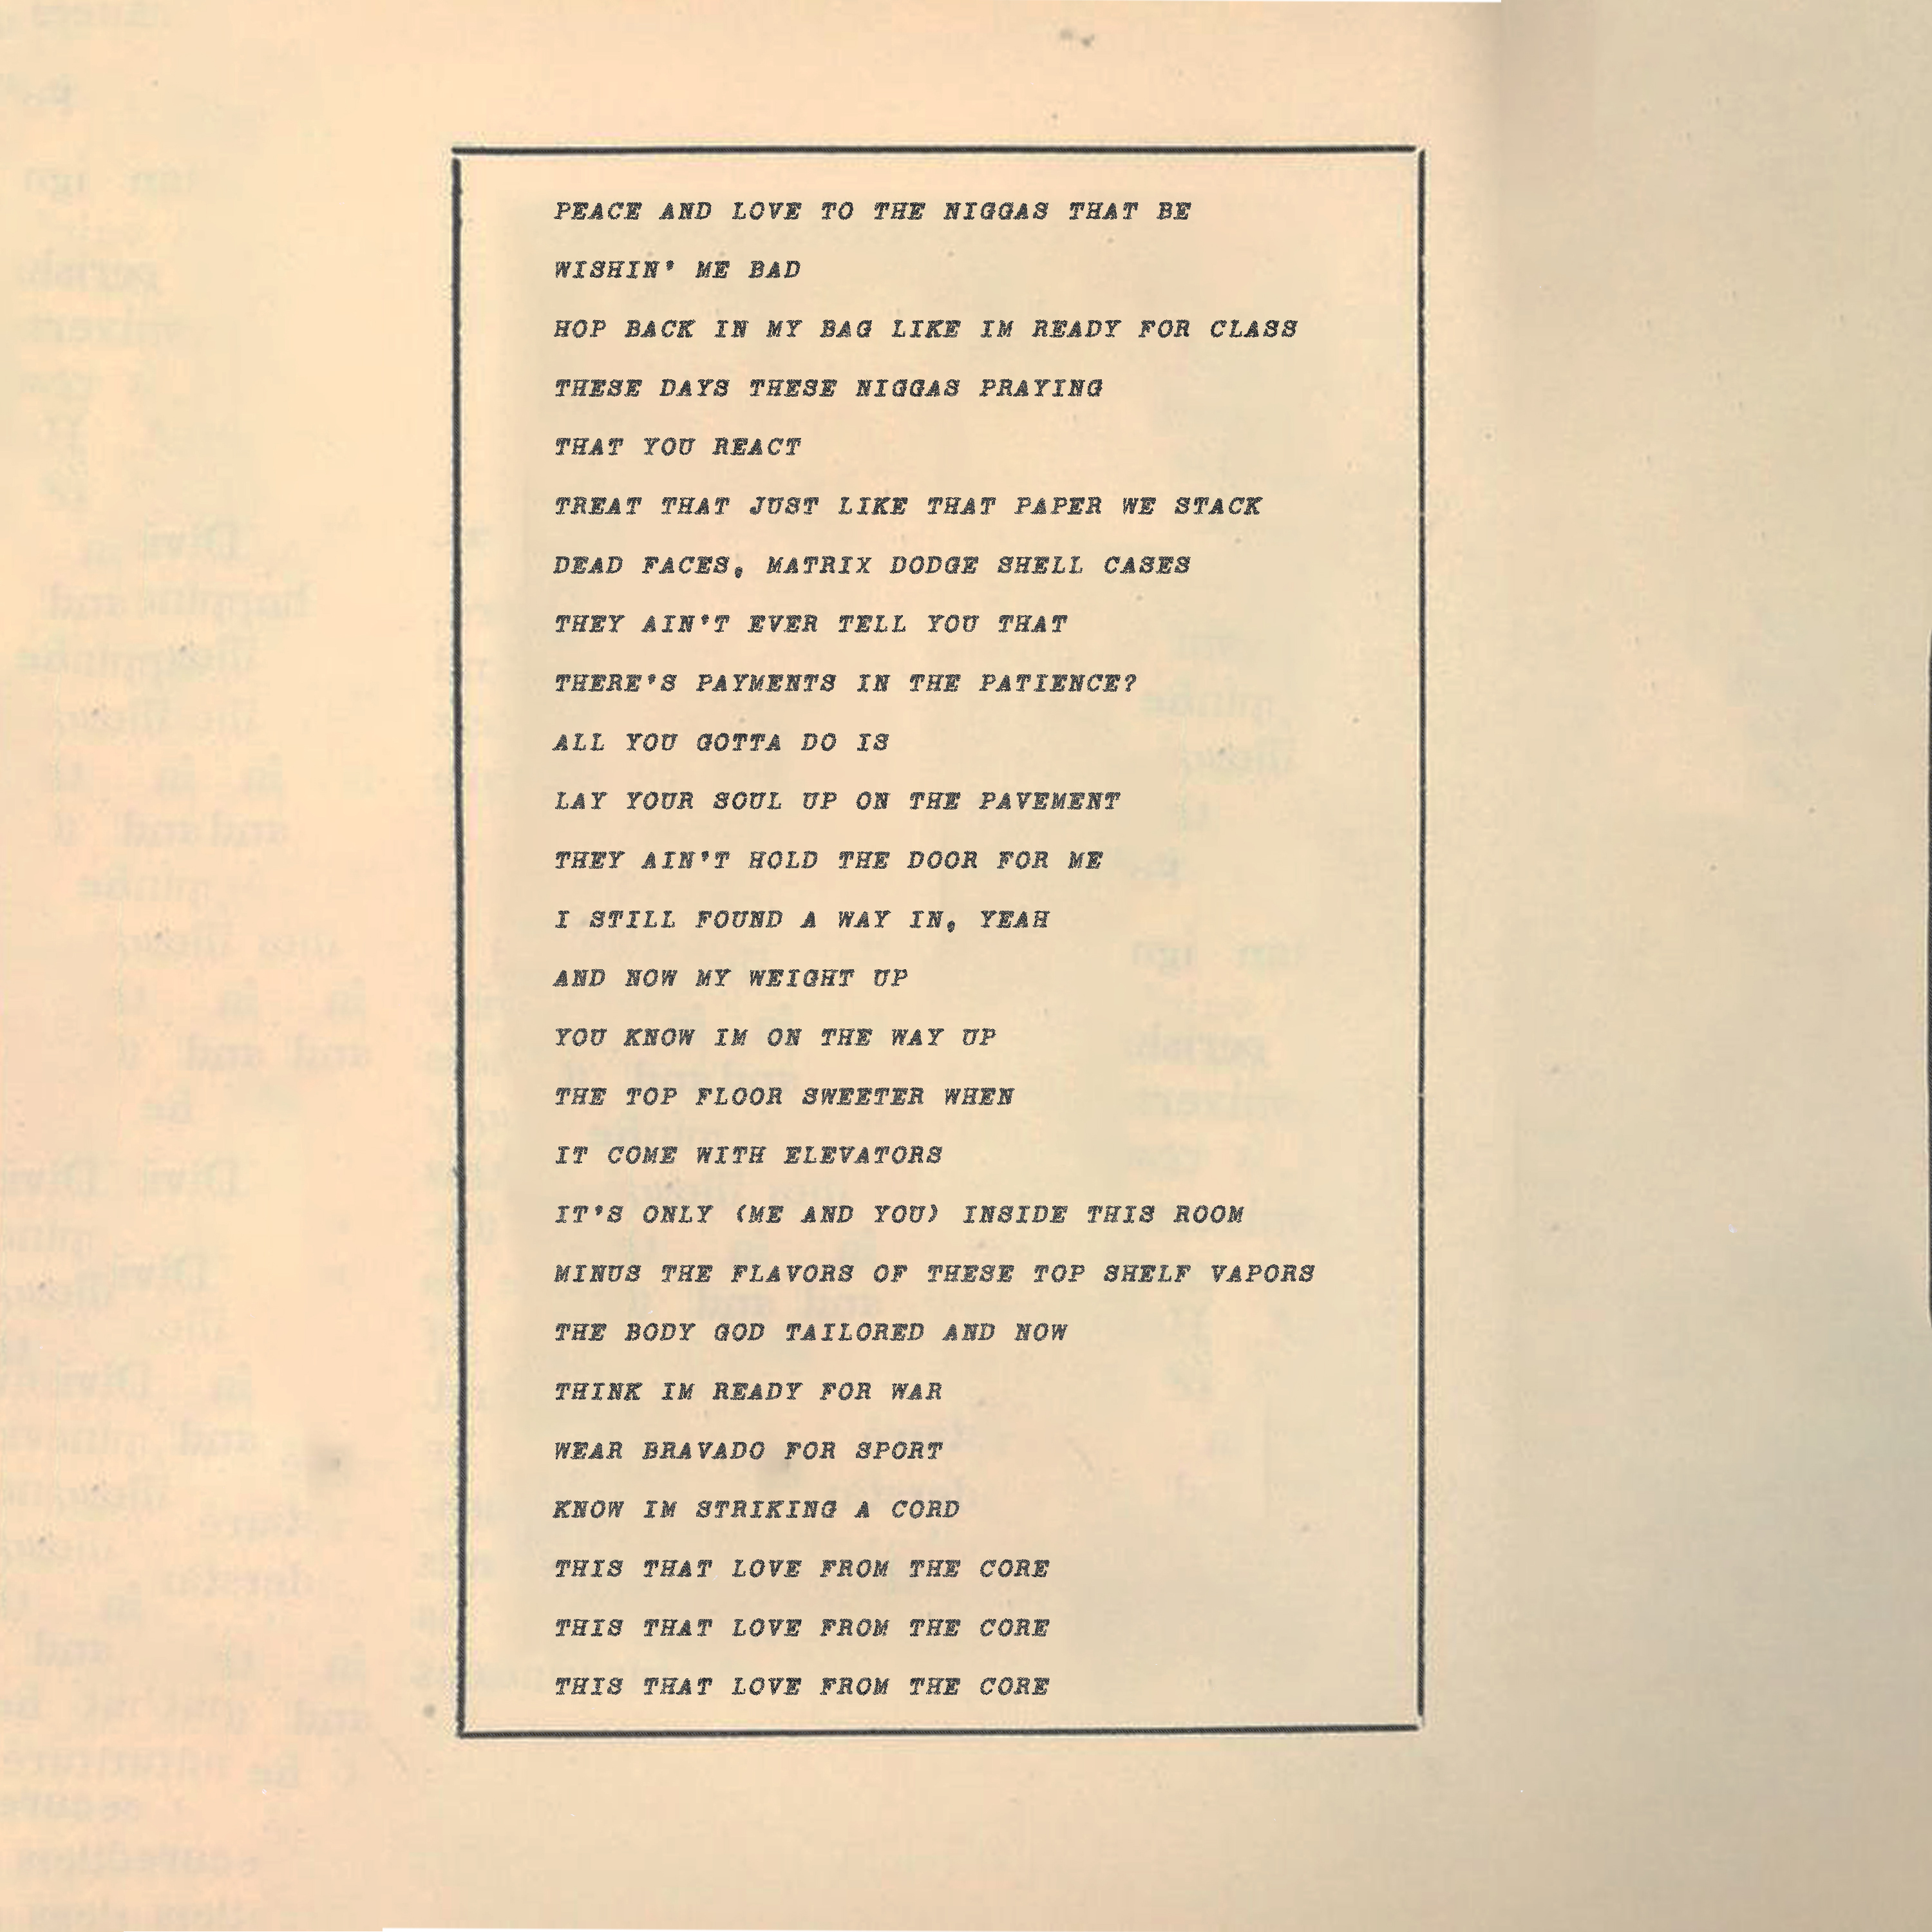 PEACE AND LOVE TO THE NIGGAS THAT BE
WISHIN' ME BAD
HOP BACK IN MY BAG LIKE IM READY FOR CLASS
THESE DAYS THESE NIGGAS PRAYING
THAT YOU REACT
TREAT THAT JUST LIKE THAT PAPER WE STACK
DEAD FACES, MATRIX DODGE SHELL CASES
THEY AIN'T EVER TELL YOU THAT
THERE'S PAYMENTS IN THE PATIENCE?
ALL YOU GOTTA DO IS
LAY YOUR SOUL UP ON THE PAVEMENT
THEY AIN'T HOLD THE DOOR FOR ME
I STILL FOUND A WAY IN, YEAH
AND NOW MY WEIGHT UP
YOU KNOW IM ON THE WAY UP
THE TOP FLOOR SWEETER WHEN
IT COME WITH ELEVATORS
IT'S ONLY (ME AND YOU) INSIDE THIS ROOM
MINUS THE FLAVORS OF THESE TOP SHELF VAPORS
THE BODY GOD TAILORED AND NOW
THINK IM READY FOR WAR
WEAR BRAVADO FOR SPORT
KNOW IM STRIKING A CORD
THIS THAT LOVE FROM THE CORE
THIS THAT LOVE FROM THE CORE
THIS THAT LOVE FROM THE CORE